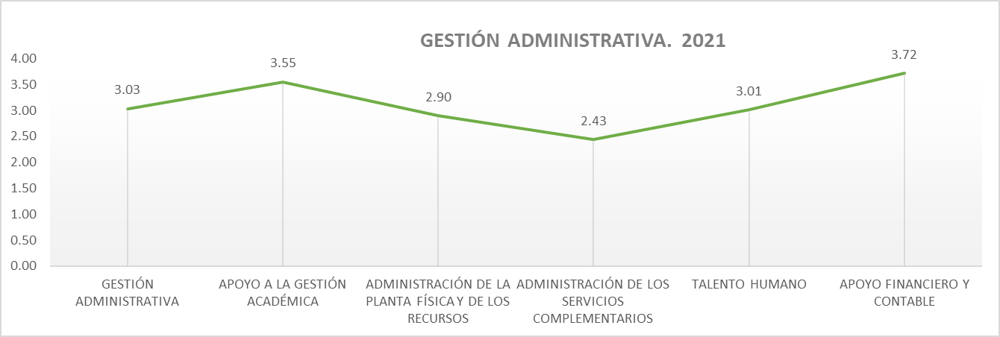 GESTIÓN ADMINISTRATIVA. 2021
4.00
3.50
3.00
2.50
2.00
1.50
1.00
0.50
0.00
3.03
3.55
2.90
2.43
3.01
3.72
GESTIÓN
ADMINISTRATIVA
APOYO A LA GESTIÓN
ACADÉMICA
ADMINISTRACIÓN DE LA
PLANTA FÍSICA Y DE LOS
RECURSOS
ADMINISTRACIÓN DE LOS
SERVICIOS
COMPLEMENTARIOS
TALENTO HUMANO
APOYO FINANCIERO Y
CONTABLE